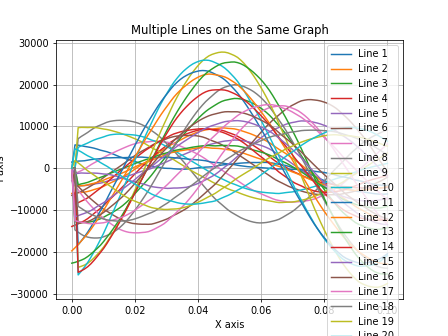 Multiple Lines on the Same Graph
30000
20000
10000
0
−10000
−20000
−30000
0.00
0.02
0.04
0.06
X axis
Line 1
Line 2
Line 3
Line 4
Line 5
Line 6
Line 7
Line 8
Line 9
Line 10
Line 11
Line 12
Line 13
Line 14
Line 15
Line 16
Line 17
Line 18
Line 19
Line 20